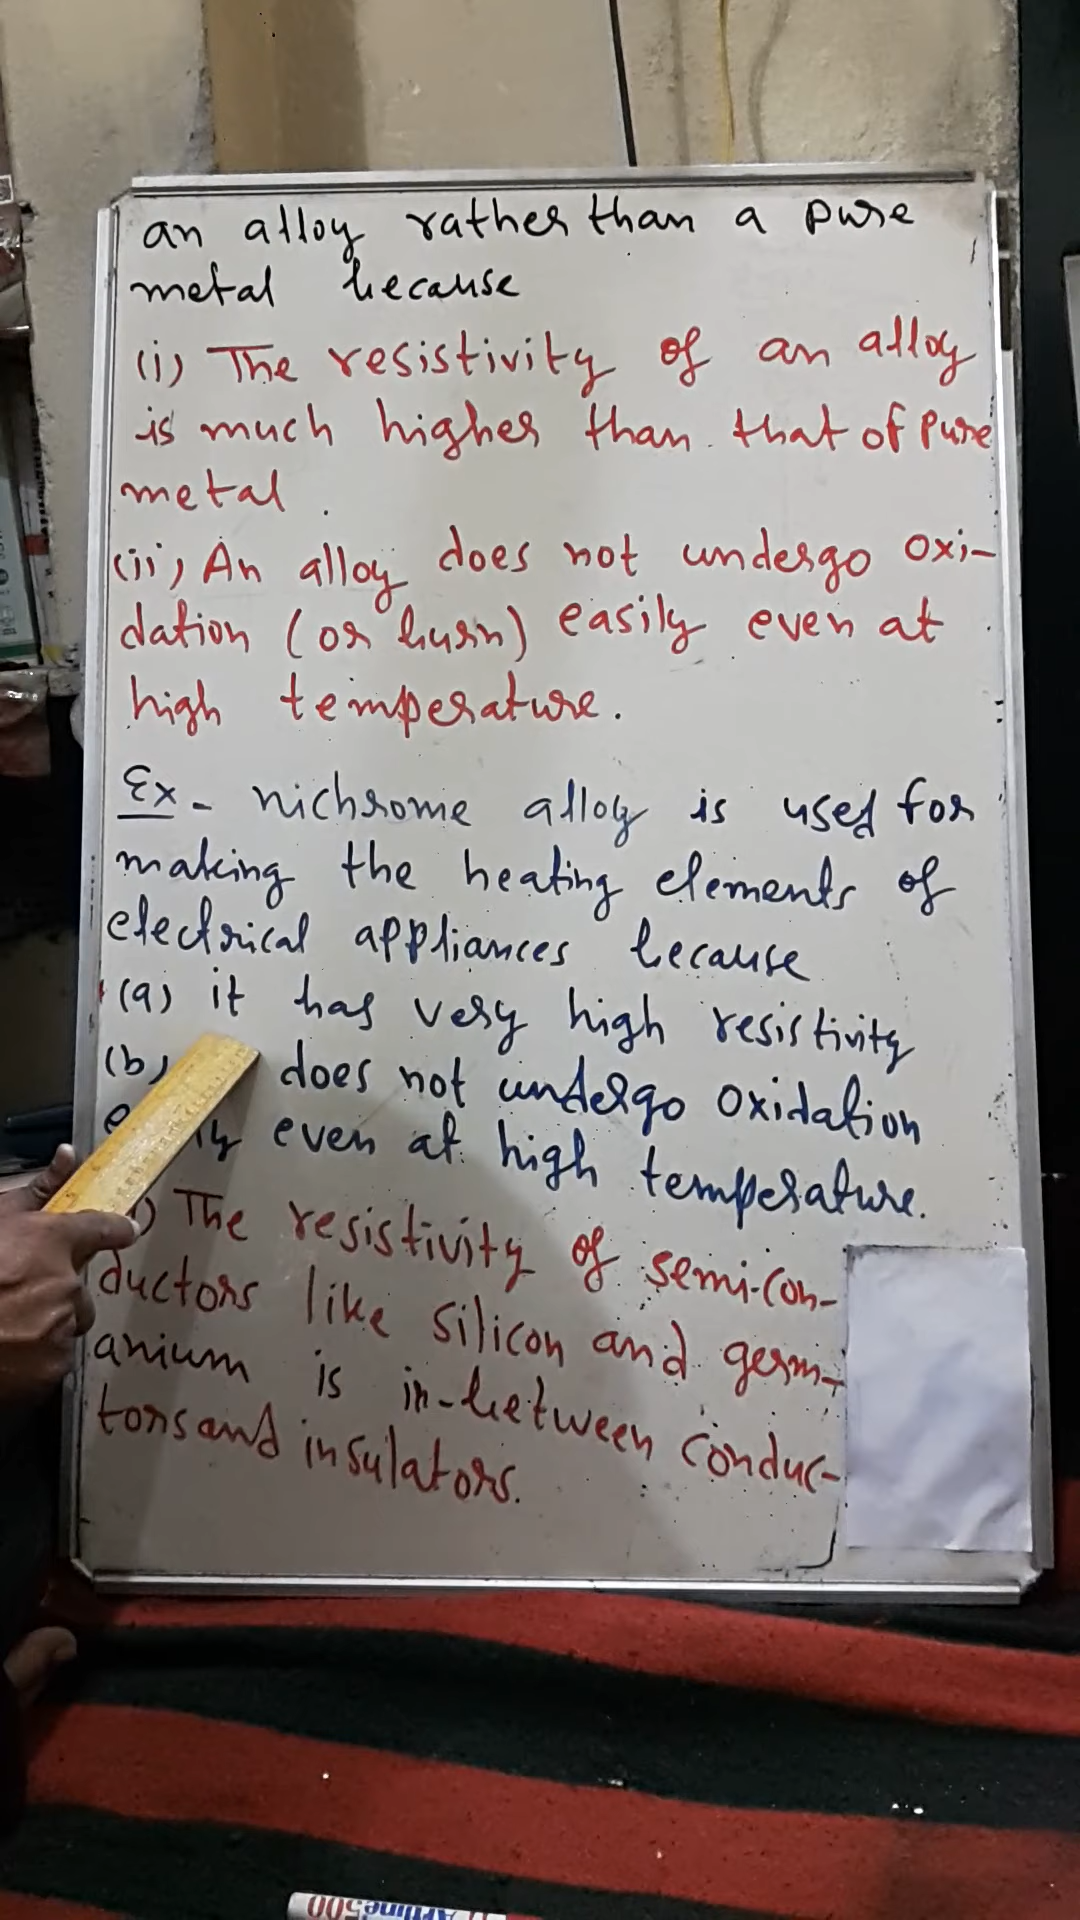 an alloy rather than a pure
metal because
(i) The resistivity of an alloy
is much higher than that of pure
metal.
(ii) An alloy does not undergo oxi-
dation (or burn) easily even at
high temperature.
Ex - nichrome alloy is used for
making the heating elements of
electrical appliances because
(a) it has very high resistivity
(b) does not undergo oxidation
even at high temperature.
) The resistivity of semi-con-
ductors like silicon and germ-
anium is in-between conduc-
tors and insulators.
Artline 500